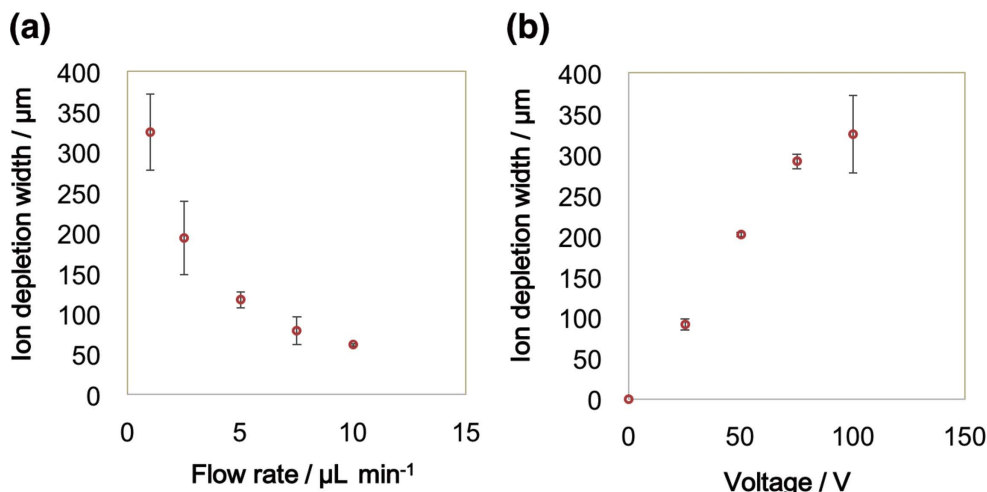 (a)
Ion depletion width / µm
400
350
300
250
200
150
100
50
0
0 5 10 15
Flow rate / µL min⁻¹
(b)
Ion depletion width / µm
400
350
300
250
200
150
100
50
0
0 50 100 150
Voltage / V